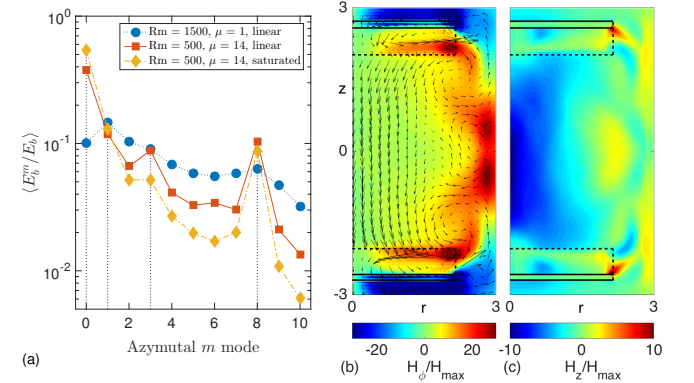 10^0
10^-1
10^-2
⟨E_b^m/E_b⟩
Rm = 1500, μ = 1, linear
Rm = 500, μ = 14, linear
Rm = 500, μ = 14, saturated
0 2 4 6 8 10
Azymutal m mode
(a)
3
z
0
-3
0 r 3
-20 0 20
(b) H_ϕ/H_max
0 r 3
-10 0 10
(c) H_z/H_max